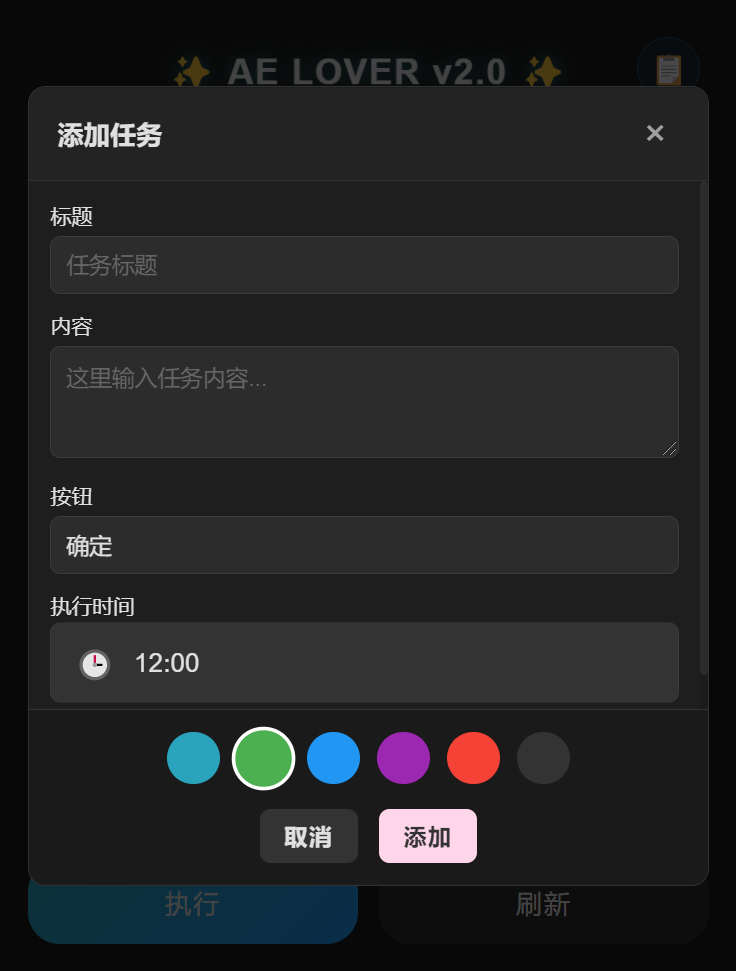 ✨ AE LOVER v2.0 ✨
添加任务
×
标题
任务标题
内容
这里输入任务内容...
按钮
确定
执行时间
12:00
取消
添加
执行
刷新